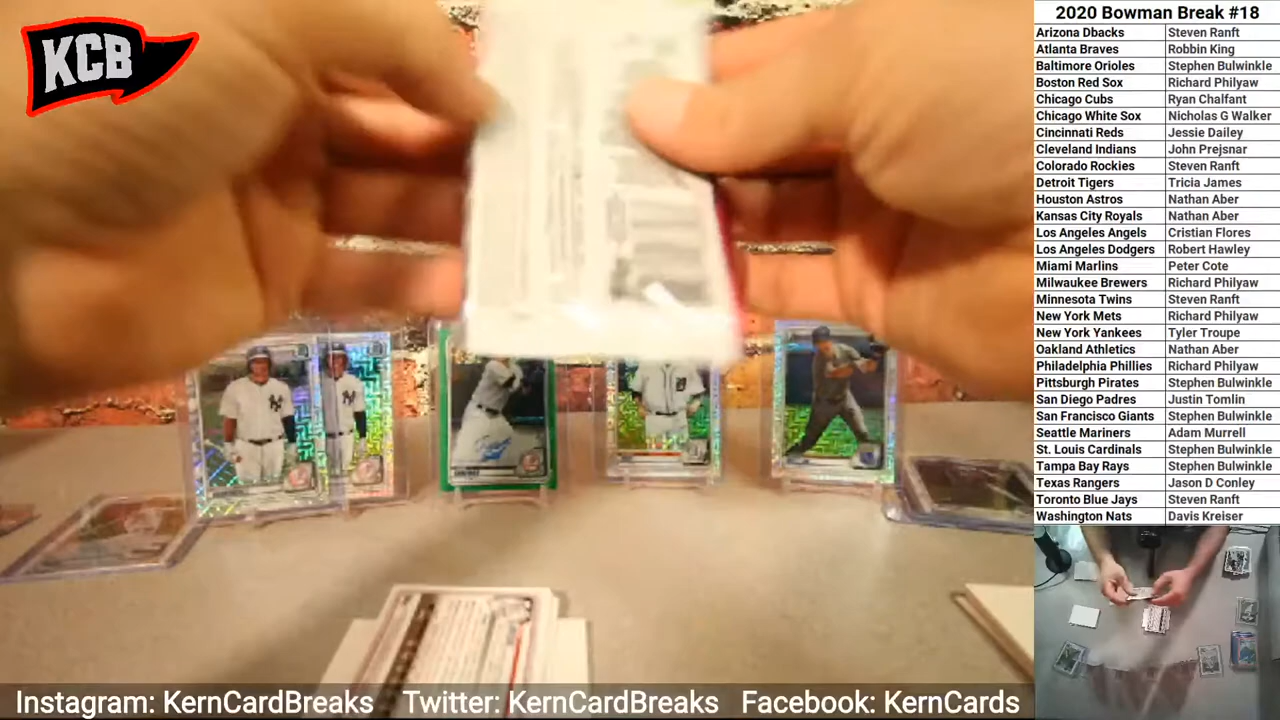 KCB
2020 Bowman Break #18
Arizona Dbacks Steven Ranft
Atlanta Braves Robbin King
Baltimore Orioles Stephen Bulwinkle
Boston Red Sox Richard Philyaw
Chicago Cubs Ryan Chalfant
Chicago White Sox Nicholas G Walker
Cincinnati Reds Jessie Dailey
Cleveland Indians John Prejsnar
Colorado Rockies Steven Ranft
Detroit Tigers Tricia James
Houston Astros Nathan Aber
Kansas City Royals Nathan Aber
Los Angeles Angels Cristian Flores
Los Angeles Dodgers Robert Hawley
Miami Marlins Peter Cote
Milwaukee Brewers Richard Philyaw
Minnesota Twins Steven Ranft
New York Mets Richard Philyaw
New York Yankees Tyler Troupe
Oakland Athletics Nathan Aber
Philadelphia Phillies Richard Philyaw
Pittsburgh Pirates Stephen Bulwinkle
San Diego Padres Justin Tomlin
San Francisco Giants Stephen Bulwinkle
Seattle Mariners Adam Murrell
St. Louis Cardinals Stephen Bulwinkle
Tampa Bay Rays Stephen Bulwinkle
Texas Rangers Jason D Conley
Toronto Blue Jays Steven Ranft
Washington Nats Davis Kreiser
Instagram: KernCardBreaks Twitter: KernCardBreaks Facebook: KernCards